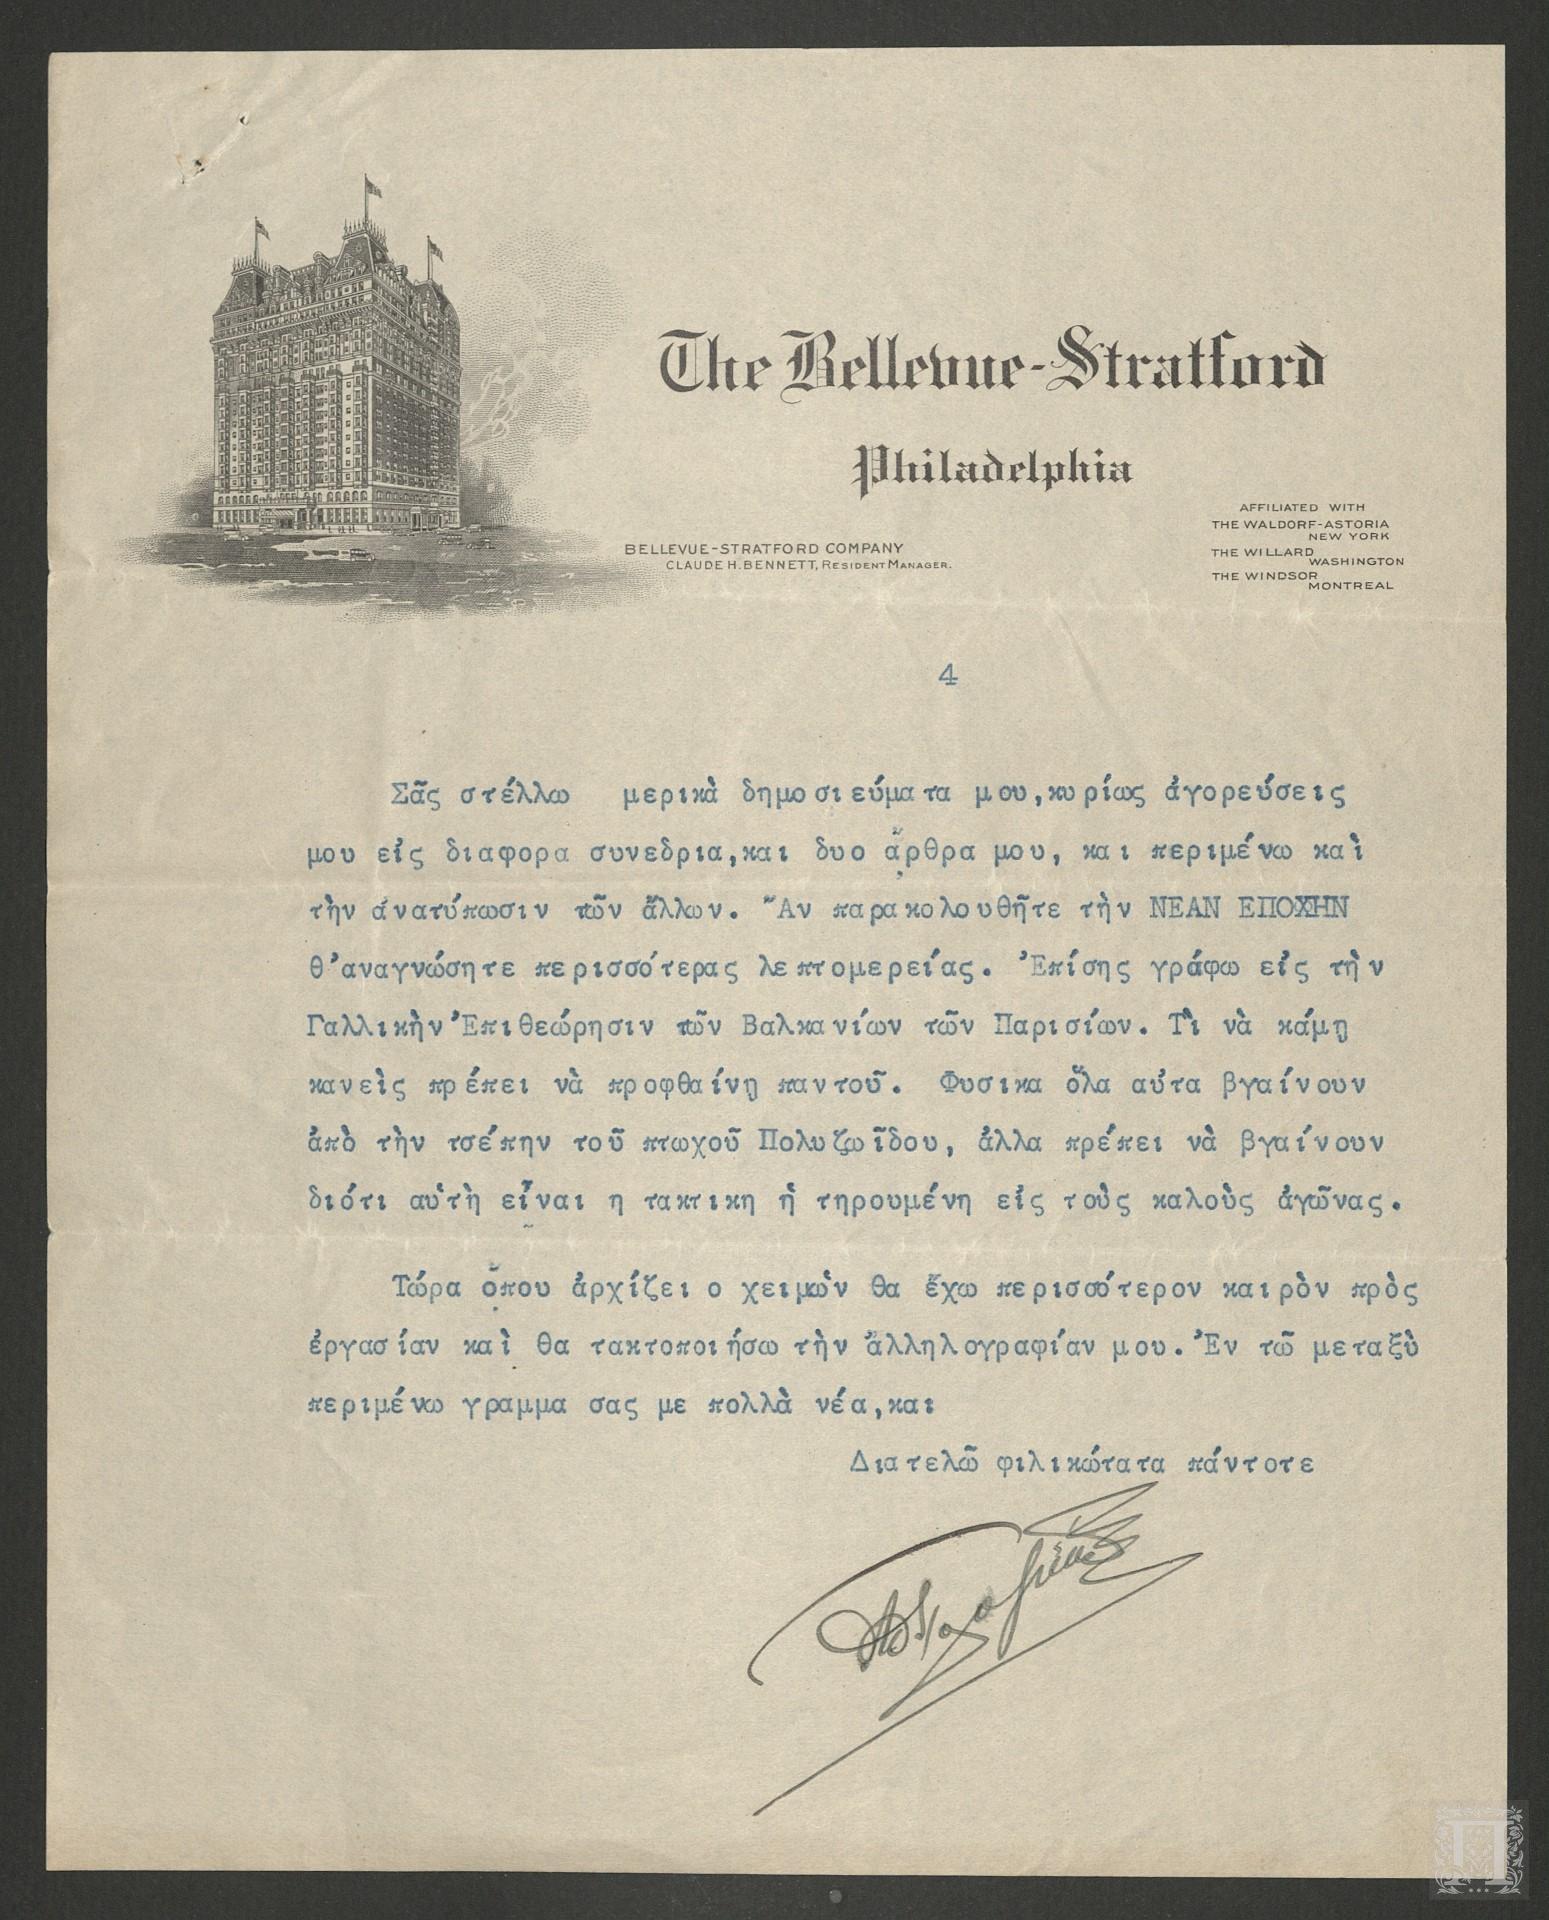 The Bellevue-Stratford
Philadelphia
AFFILIATED WITH
THE WALDORF-ASTORIA
NEW YORK
THE WILLARD
WASHINGTON
THE WINDSOR
MONTREAL
BELLEVUE-STRATFORD COMPANY
CLAUDE H. BENNETT, RESIDENT MANAGER.
4
Σᾶς στέλλω μερικὰ δημοσιεύματα μου, κυρίως ἀγορεύσεις
μου εἰς διαφορα συνεδρια, και δυο ἄρθρα μου, και περιμένω καὶ
τὴν ἀνατύπωσιν τῶν ἄλλων. Ἂν παρακολουθῆτε τὴν ΝΕΑΝ ΕΠΟΧΗΝ
θ'αναγνώσητε περισσότερας λεπτομερείας. Ἐπίσης γράφω εἰς τὴν
Γαλλικὴν Ἐπιθεώρησιν τῶν Βαλκανίων τῶν Παρισίων. Τὶ νὰ κάμῃ
κανεὶς πρέπει νὰ προφθαίνῃ παντοῦ. Φυσικα ὅλα αὐτα βγαίνουν
ἀπὸ τὴν τσέπην τοῦ πτωχοῦ Πολυζωΐδου, ἀλλα πρέπει νὰ βγαίνουν
διότι αὐτὴ εἶναι η τακτικη ἡ τηρουμένη εἰς τοὺς καλοὺς ἀγῶνας.
Τώρα ὅπου ἀρχίζει ο χειμὼν θα ἔχω περισσότερον καιρὸν πρὸς
ἐργασίαν καὶ θα τακτοποιήσω τὴν ἀλληλογραφίαν μου. Ἐν τῶ μεταξὺ
περιμένω γραμμα σας με πολλὰ νέα, και
Διατελῶ φιλικώτατα πάντοτε